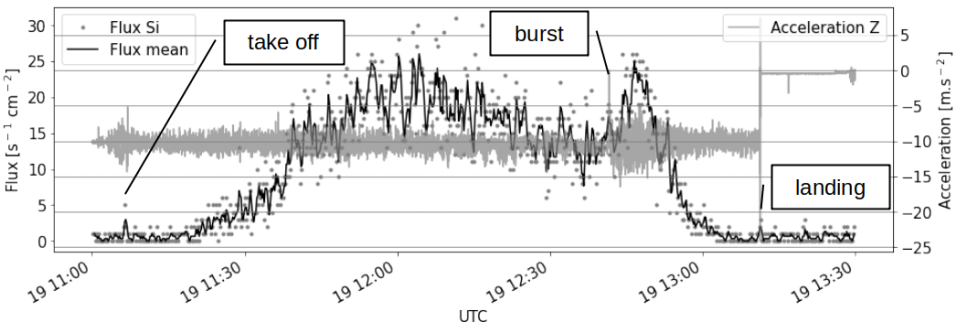 Flux Si
Flux mean
take off
burst
Acceleration Z
landing
Flux [s⁻¹ cm⁻²]
30
25
20
15
10
5
0
Acceleration [m.s⁻²]
5
0
−5
−10
−15
−20
−25
19 11:00
19 11:30
19 12:00
19 12:30
19 13:00
19 13:30
UTC